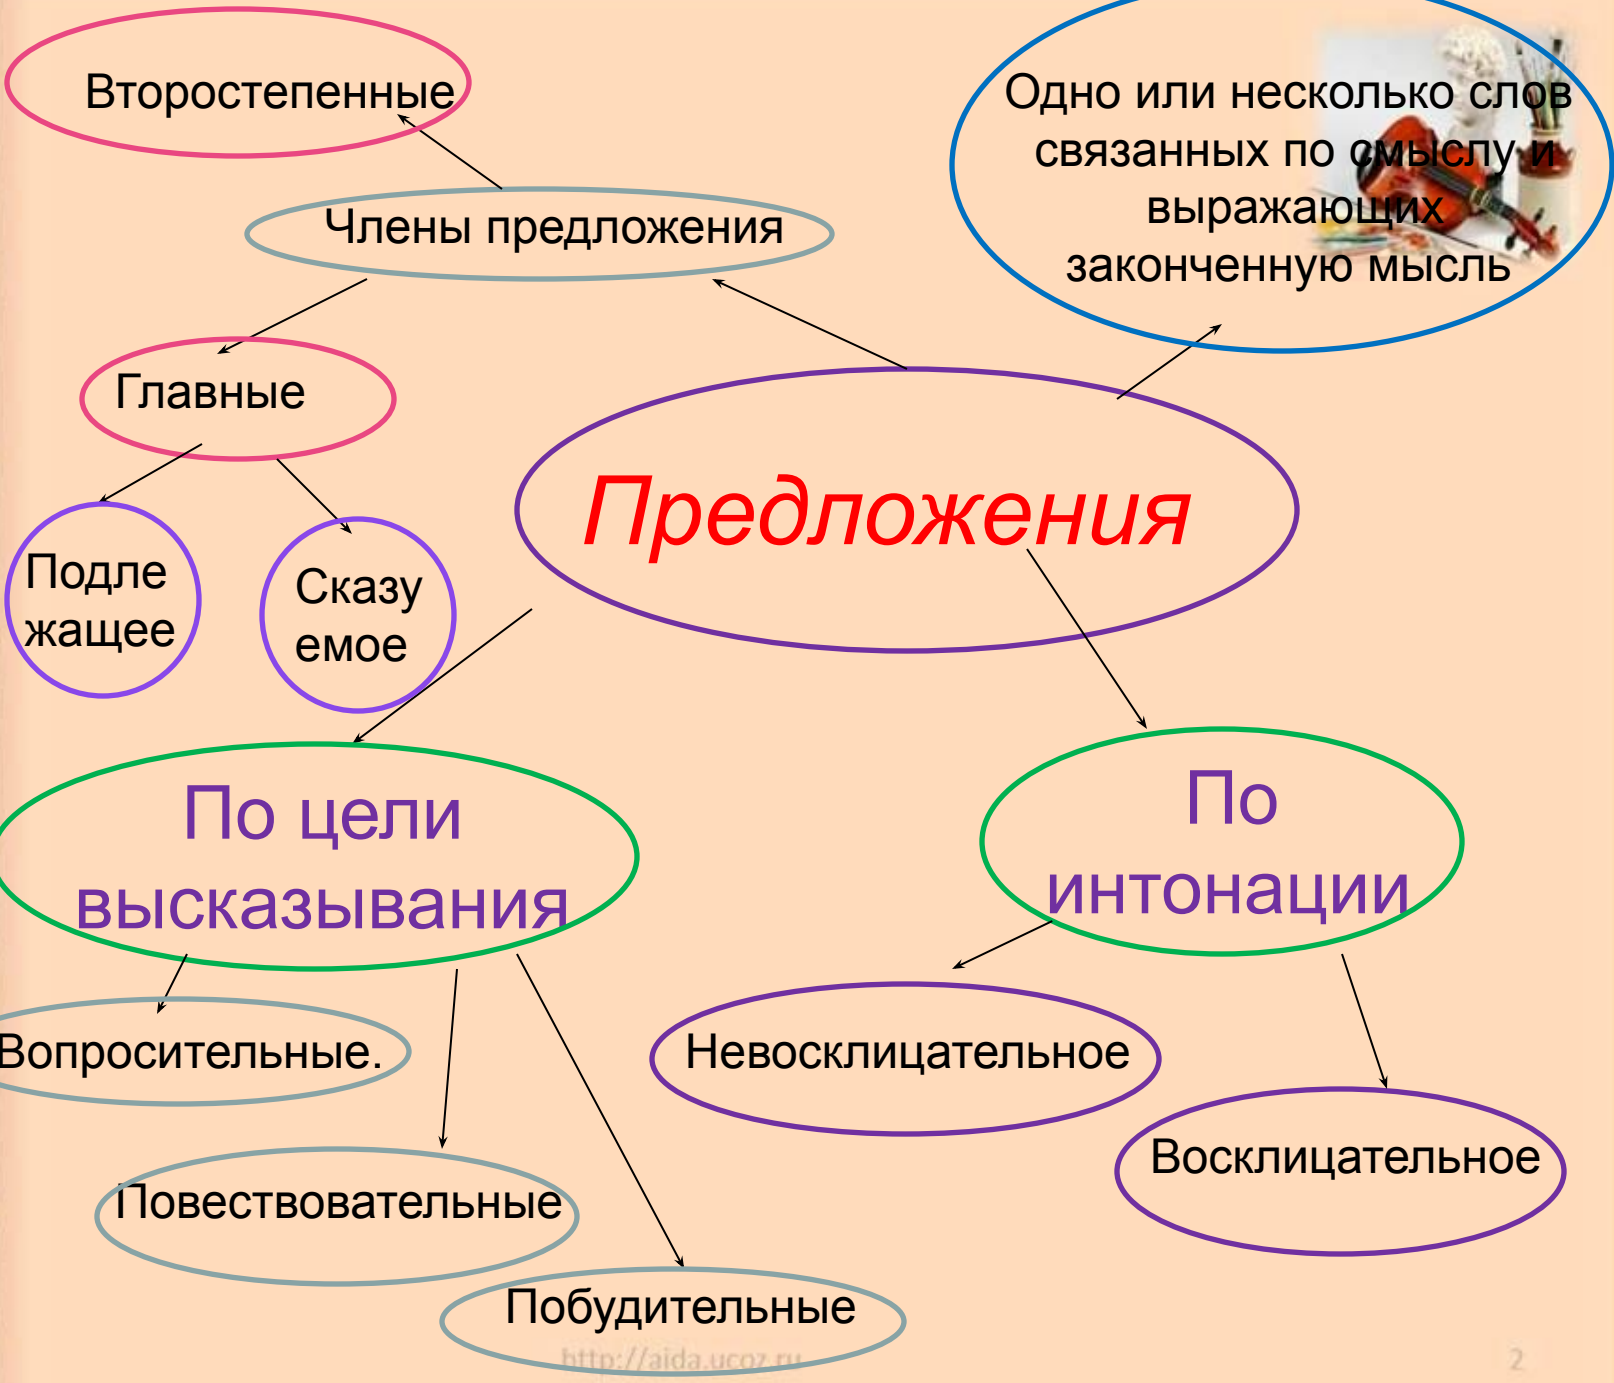 Второстепенные
Одно или несколько слов
связанных по смыслу и
выражающих
законченную мысль
Члены предложения
Главные
Предложения
Подле
жащее
Сказу
емое
По цели
высказывания
По
интонации
Вопросительные.
Невосклицательное
Восклицательное
Повествовательные
Побудительные
http://aida.ucoz.ru
2